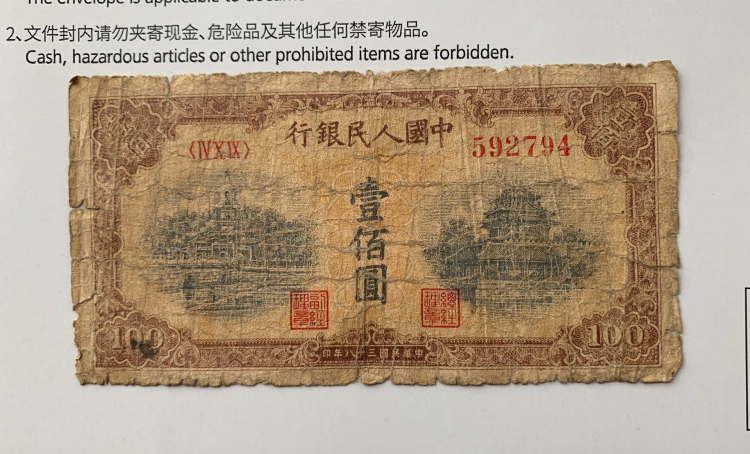 2、文件封内请勿夹寄现金、危险品及其他任何禁寄物品。
Cash, hazardous articles or other prohibited items are forbidden.
行銀民人國中
〈IV X IX〉
592794
壹佰圓
印年八十三國民華中
100
100